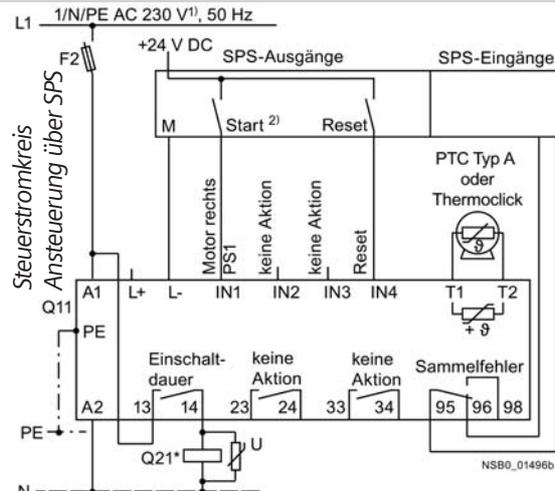 1/N/PE AC 230 V1), 50 Hz
L1
+24 V DC
F2
SPS-Ausgänge
SPS-Eingänge
Steuerstromkreis
Ansteuerung über SPS
M
Start 2)
Reset
PTC Typ A
oder
Thermoclick
ϑ
Motor rechts
PS1
keine Aktion
keine Aktion
Reset
A1 L+ L- IN1 IN2 IN3 IN4 T1 T2
Q11
PE
+ ϑ
Einschalt-
dauer
keine
Aktion
keine
Aktion
Sammelfehler
A2 13 14 23 24 33 34 95 96 98
PE
Q21*
U
NSB0_01496b
N